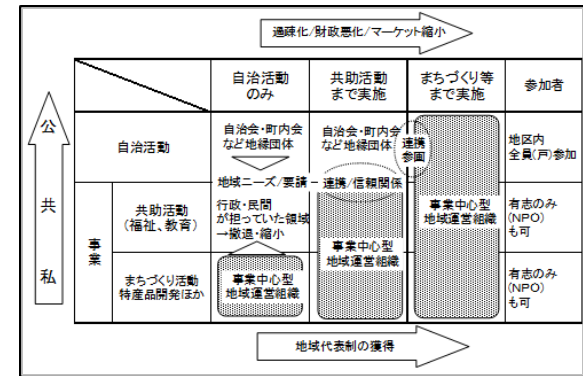 過疎化/財政悪化/マーケット縮小
自治活動
のみ
共助活動
まで実施
まちづくり等
まで実施
参加者
公
共
私
自治活動
自治会・町内会
など地縁団体
自治会・町内会
など地縁団体
連携
参画
地区内
全員(戸)参加
地域ニーズ/要請
連携/信頼関係
事業
共助活動
(福祉、教育)
行政・民間
が担っていた領域
→撤退・縮小
事業中心型
地域運営組織
事業中心型
地域運営組織
有志のみ
(NPO)
も可
まちづくり活動
特産品開発ほか
事業中心型
地域運営組織
有志のみ
(NPO)
も可
地域代表制の獲得